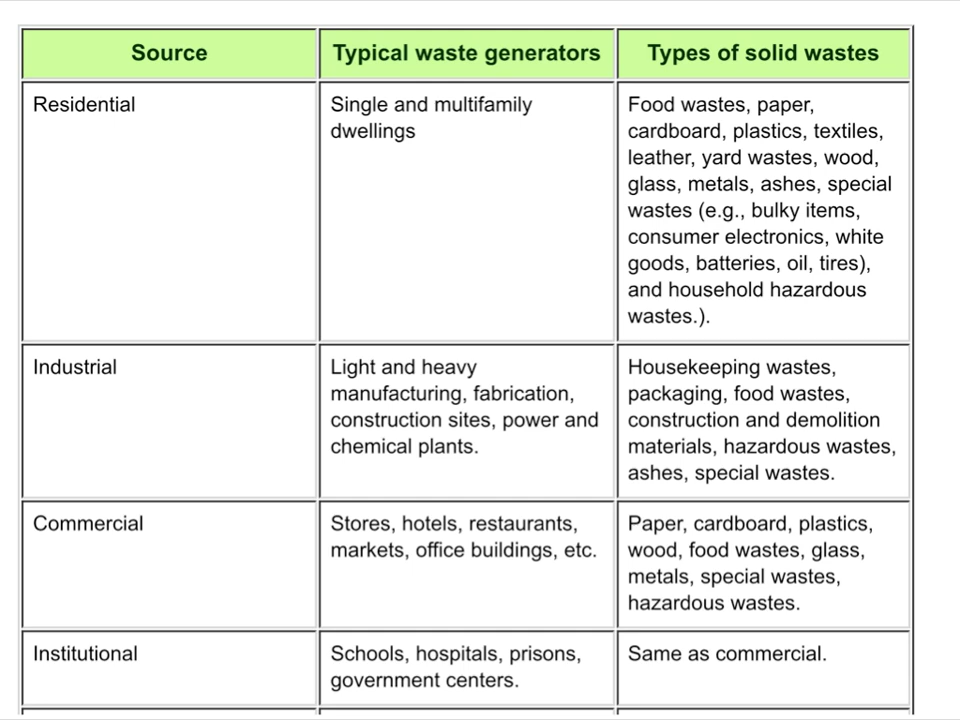 Source
Typical waste generators
Types of solid wastes
Residential
Single and multifamily
dwellings
Food wastes, paper,
cardboard, plastics, textiles,
leather, yard wastes, wood,
glass, metals, ashes, special
wastes (e.g., bulky items,
consumer electronics, white
goods, batteries, oil, tires),
and household hazardous
wastes.).
Industrial
Light and heavy
manufacturing, fabrication,
construction sites, power and
chemical plants.
Housekeeping wastes,
packaging, food wastes,
construction and demolition
materials, hazardous wastes,
ashes, special wastes.
Commercial
Stores, hotels, restaurants,
markets, office buildings, etc.
Paper, cardboard, plastics,
wood, food wastes, glass,
metals, special wastes,
hazardous wastes.
Institutional
Schools, hospitals, prisons,
government centers.
Same as commercial.